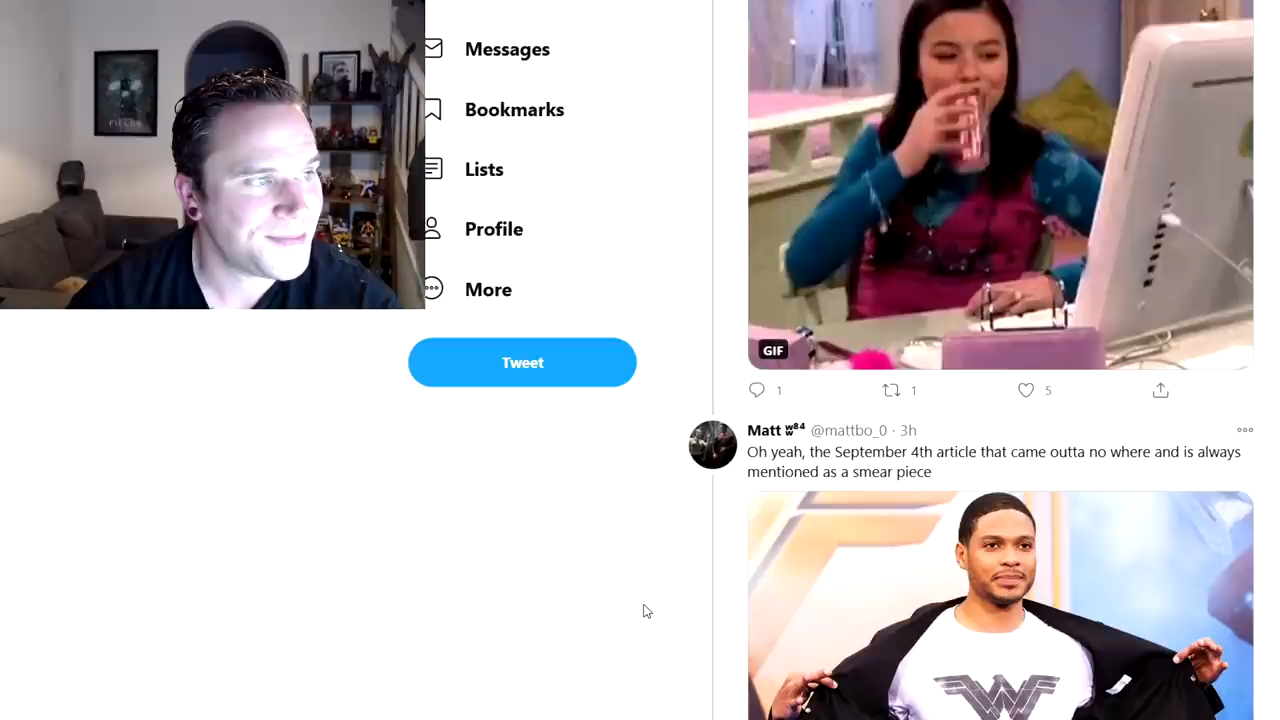 Messages
Bookmarks
Lists
Profile
More
Tweet
GIF
1
1
5
Matt @mattbo_0 · 3h
Oh yeah, the September 4th article that came outta no where and is always
mentioned as a smear piece